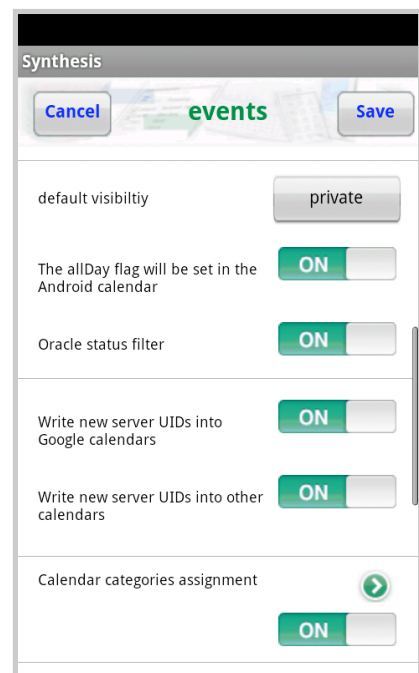 Synthesis
Cancel events Save
default visibiltiy private
The allDay flag will be set in the ON
Android calendar
Oracle status filter ON
Write new server UIDs into ON
Google calendars
Write new server UIDs into other ON
calendars
Calendar categories assignment
ON